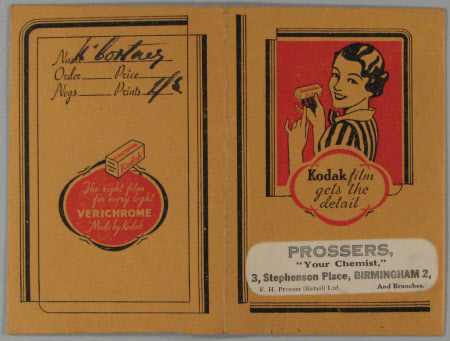 Name
Order Price
Negs Prints
VERICHROME
Kodak
The right film
for every light
VERICHROME
Made by Kodak
Kodak film
gets the
detail
PROSSERS,
"Your Chemist,"
3, Stephenson Place, BIRMINGHAM 2,
F. H. Prosser (Retail) Ltd. And Branches.